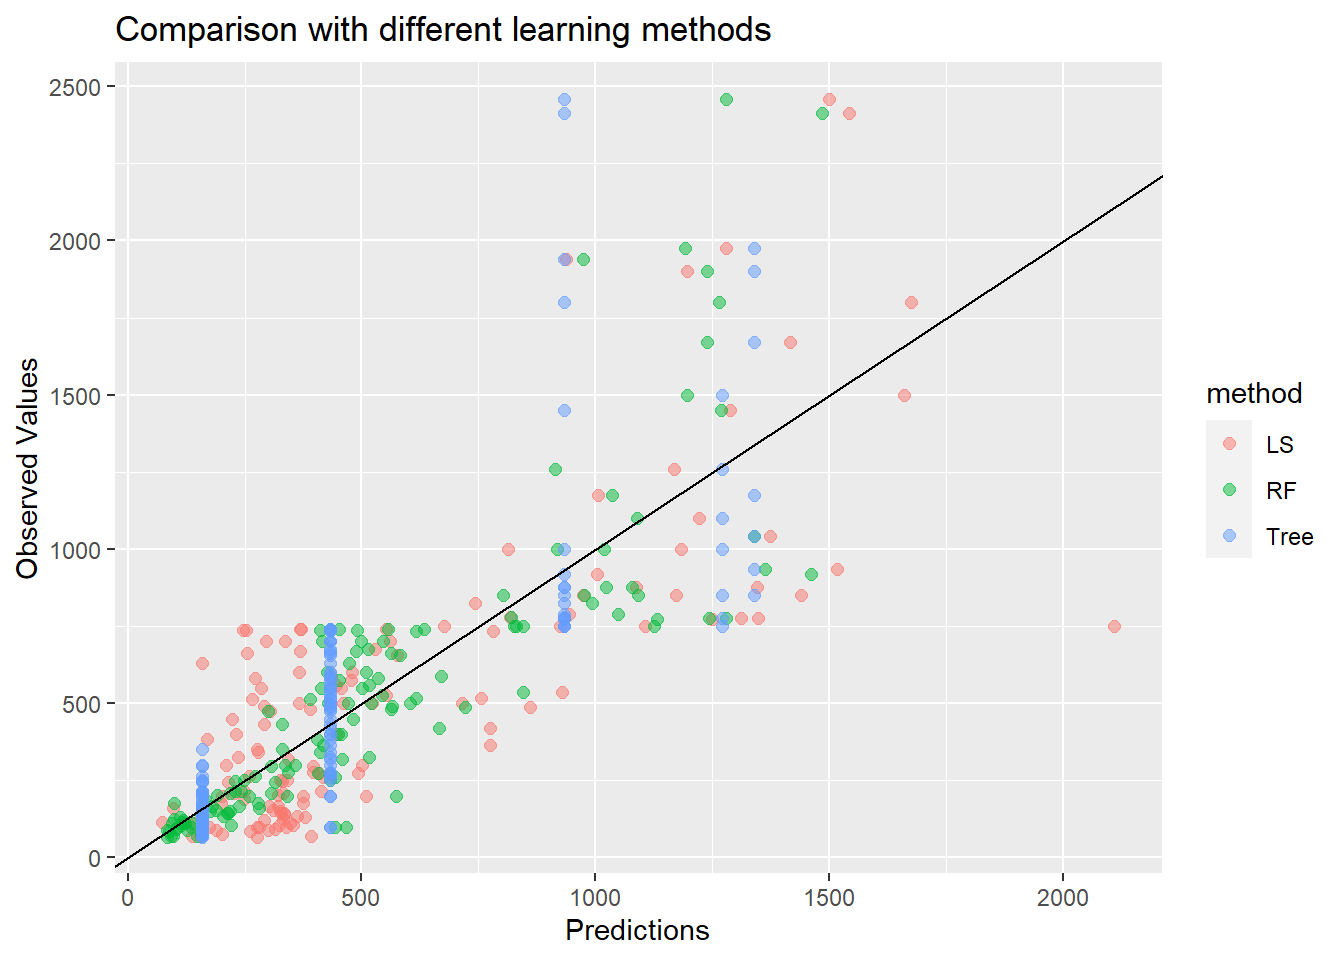 Comparison with different learning methods
2500
2000
1500
1000
500
0
Observed Values
0 500 1000 1500 2000
Predictions
method
LS
RF
Tree